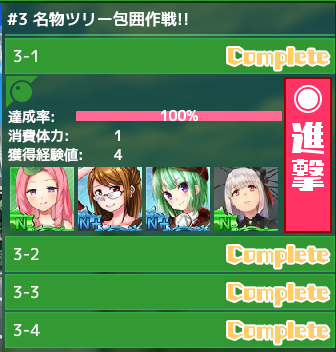 #3 名物ツリー包囲作戦!!
3-1 Complete
達成率: 100%
消費体力: 1
獲得経験値: 4
進撃
N N+ N+ N
3-2 Complete
3-3 Complete
3-4 Complete